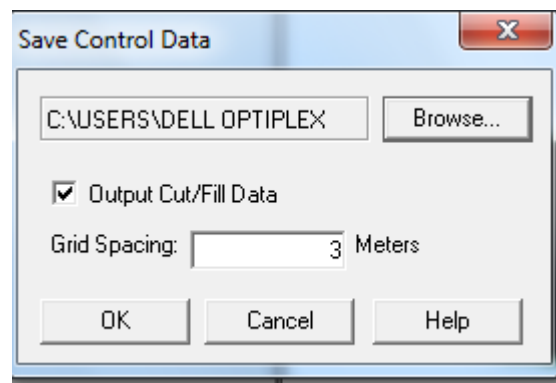 Save Control Data
C:\USERS\DELL OPTIPLEX
Browse...
Output Cut/Fill Data
Grid Spacing: 3 Meters
OK Cancel Help